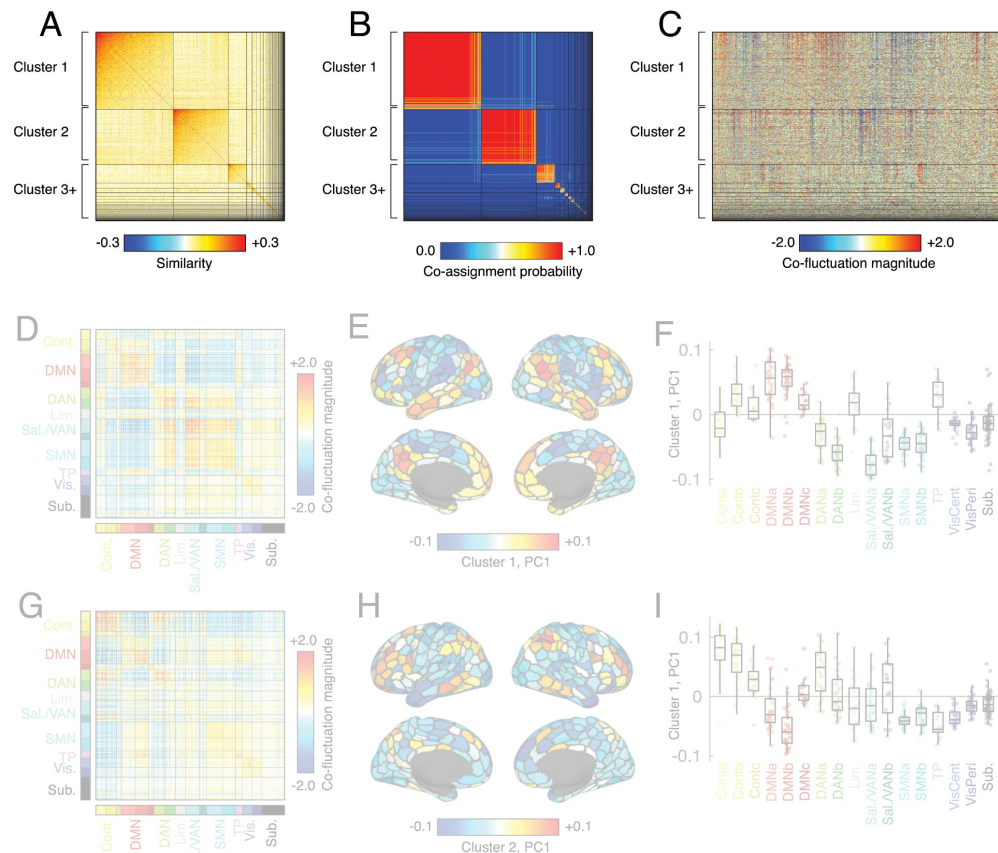 A
B
C
Cluster 1
Cluster 2
Cluster 3+
-0.3
+0.3
Similarity
Cluster 1
Cluster 2
Cluster 3+
0.0
+1.0
Co-assignment probability
Cluster 1
Cluster 2
Cluster 3+
-2.0
+2.0
Co-fluctuation magnitude
D
Cont.
DMN
DAN
Lim.
Sal./VAN
SMN
TP
Vis.
Sub.
Cont.
DMN
DAN
Lim.
Sal./VAN
SMN
TP
Vis.
Sub.
+2.0
Co-fluctuation magnitude
-2.0
E
-0.1
+0.1
Cluster 1, PC1
F
Cluster 1, PC1
0.1
0
-0.1
Conta
Contb
Contc
DMNa
DMNb
DMNc
DANa
DANb
Lim.
Sal./VANa
Sal./VANb
SMNa
SMNb
TP
VisCent
VisPeri
Sub.
G
Cont.
DMN
DAN
Lim.
Sal./VAN
SMN
TP
Vis.
Sub.
Cont.
DMN
DAN
Lim.
Sal./VAN
SMN
TP
Vis.
Sub.
+2.0
Co-fluctuation magnitude
-2.0
H
-0.1
+0.1
Cluster 2, PC1
I
Cluster 1, PC1
0.1
0
-0.1
Conta
Contb
Contc
DMNa
DMNb
DMNc
DANa
DANb
Lim.
Sal./VANa
Sal./VANb
SMNa
SMNb
TP
VisCent
VisPeri
Sub.